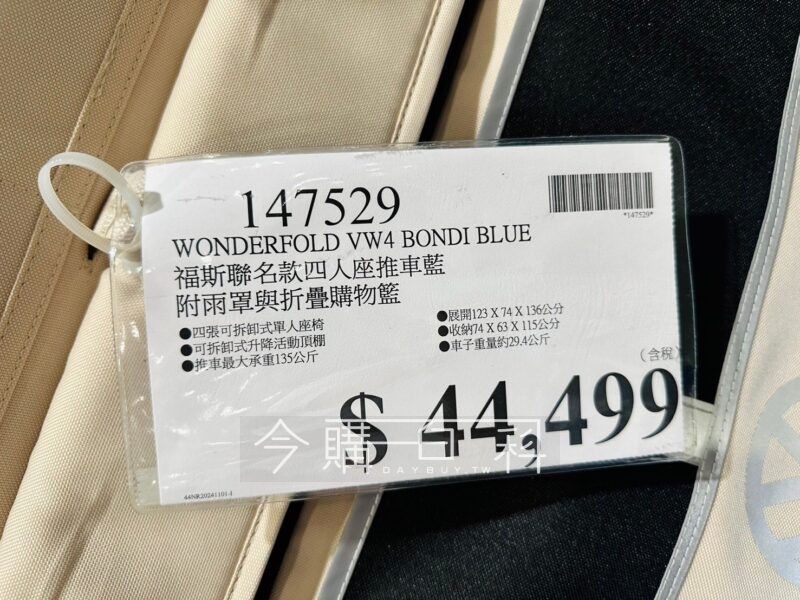 147529
*147529*
WONDERFOLD VW4 BONDI BLUE
福斯聯名款四人座推車藍
附雨罩與折疊購物籃
●四張可拆卸式單人座椅
●可拆卸式升降活動頂棚
●推車最大承重135公斤
●展開123 X 74 X 136公分
●收納74 X 63 X 115公分
●車子重量約29.4公斤
(含稅)
$ 44,499
今購百科
DAYBUY.TW
44NR20241101-1